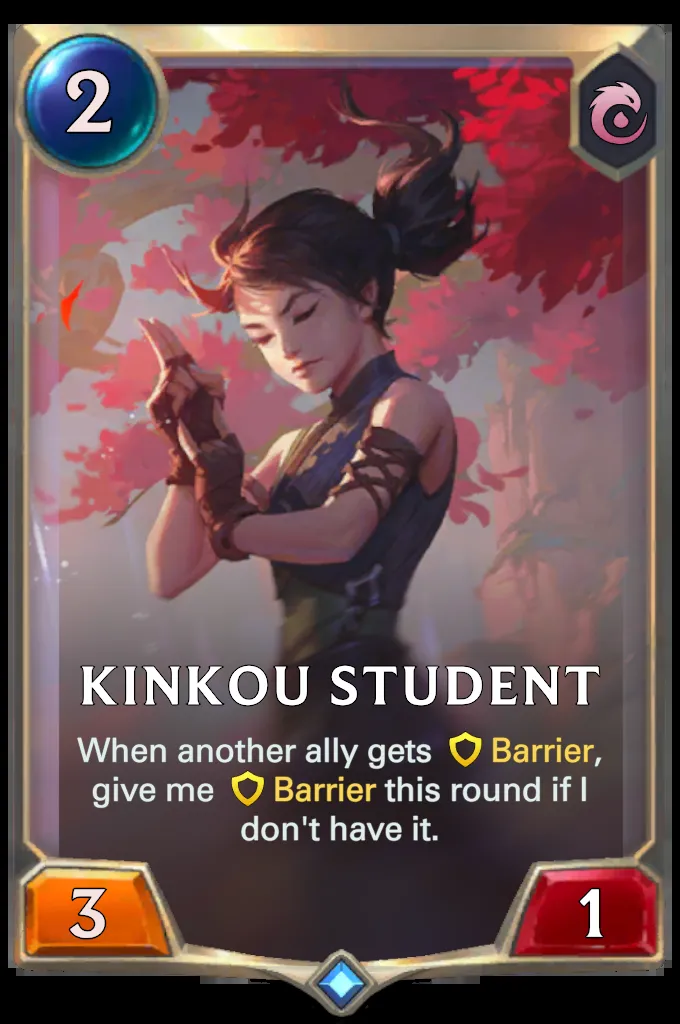 2
KINKOU STUDENT
When another ally gets Barrier,
give me Barrier this round if I
don't have it.
3
1